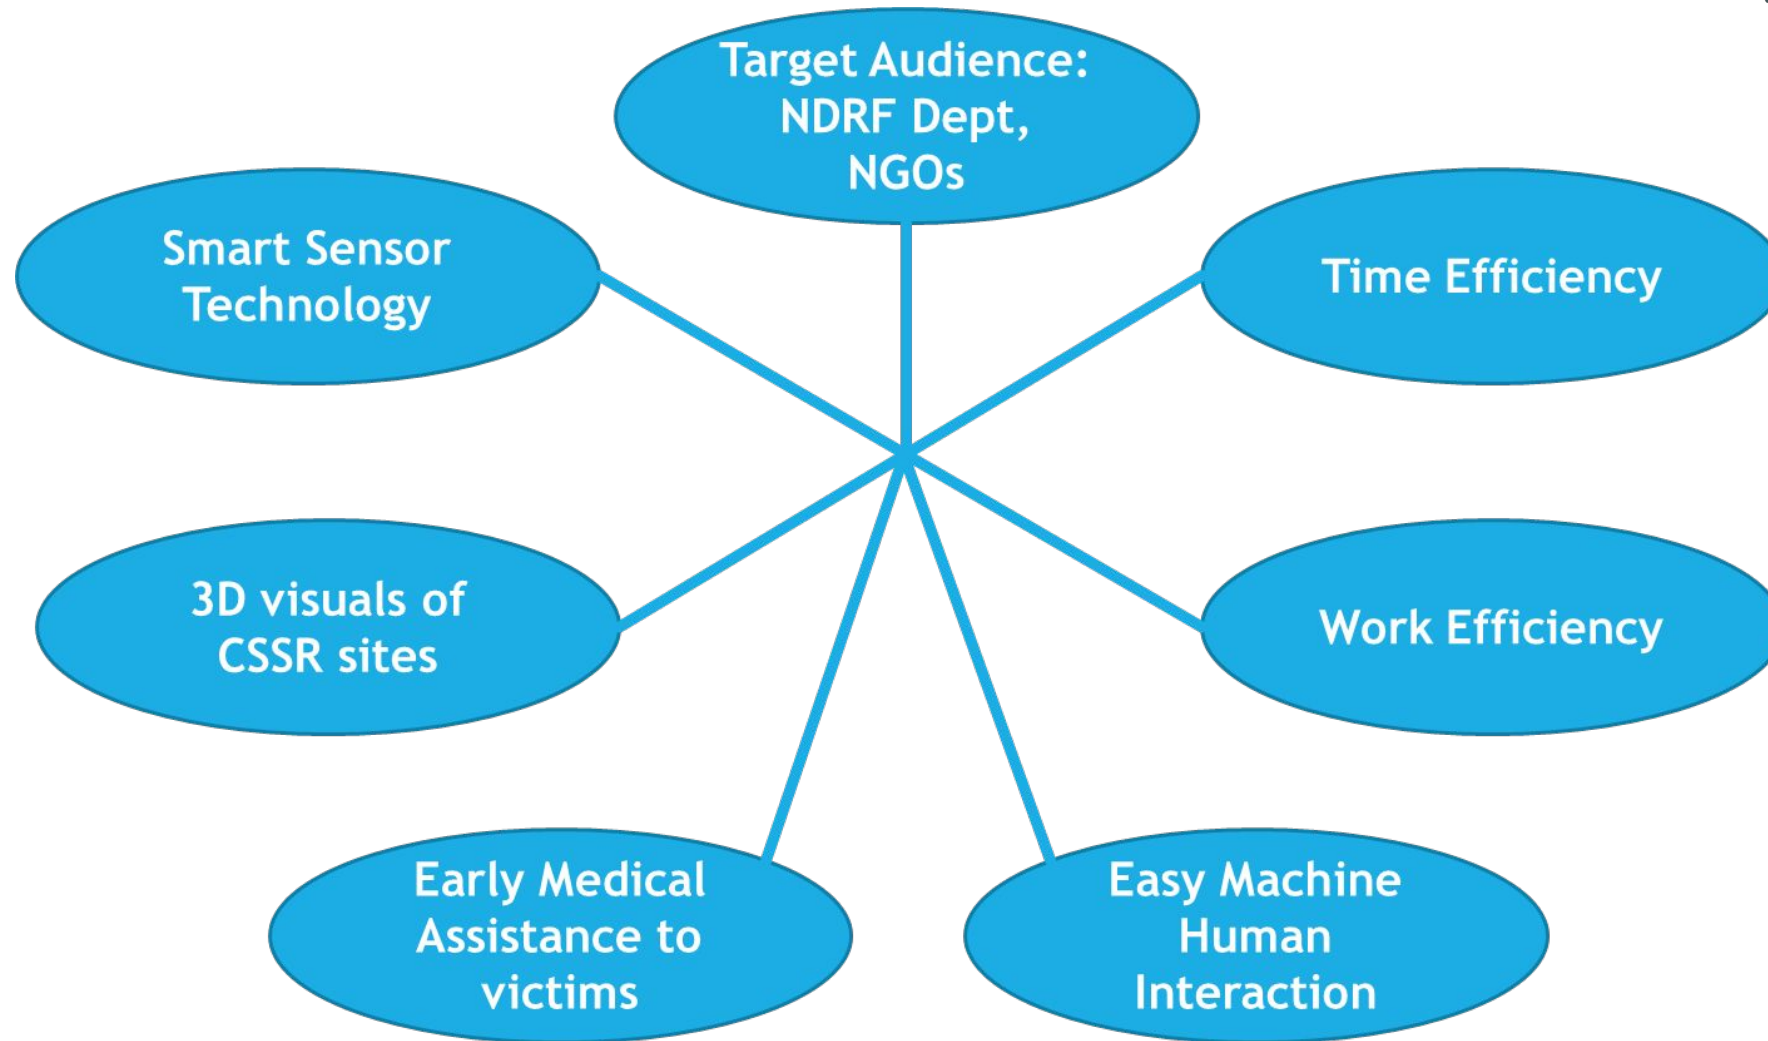 Target Audience:
NDRF Dept,
NGOs
Smart Sensor
Technology
Time Efficiency
3D visuals of
CSSR sites
Work Efficiency
Early Medical
Assistance to
victims
Easy Machine
Human
Interaction